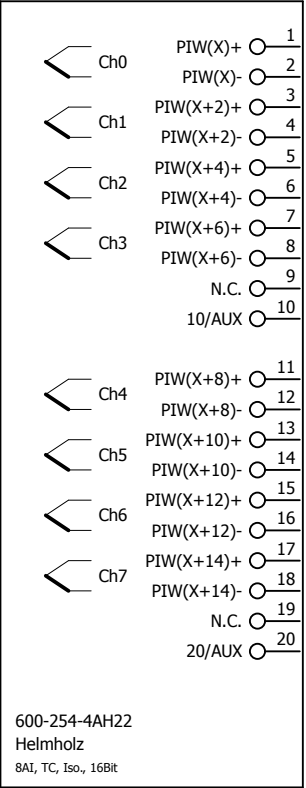 PIW(X)+ 1
Ch0
PIW(X)- 2
PIW(X+2)+ 3
Ch1
PIW(X+2)- 4
PIW(X+4)+ 5
Ch2
PIW(X+4)- 6
PIW(X+6)+ 7
Ch3
PIW(X+6)- 8
N.C. 9
10/AUX 10
PIW(X+8)+ 11
Ch4
PIW(X+8)- 12
PIW(X+10)+ 13
Ch5
PIW(X+10)- 14
PIW(X+12)+ 15
Ch6
PIW(X+12)- 16
PIW(X+14)+ 17
Ch7
PIW(X+14)- 18
N.C. 19
20/AUX 20
600-254-4AH22
Helmholz
8AI, TC, Iso., 16Bit